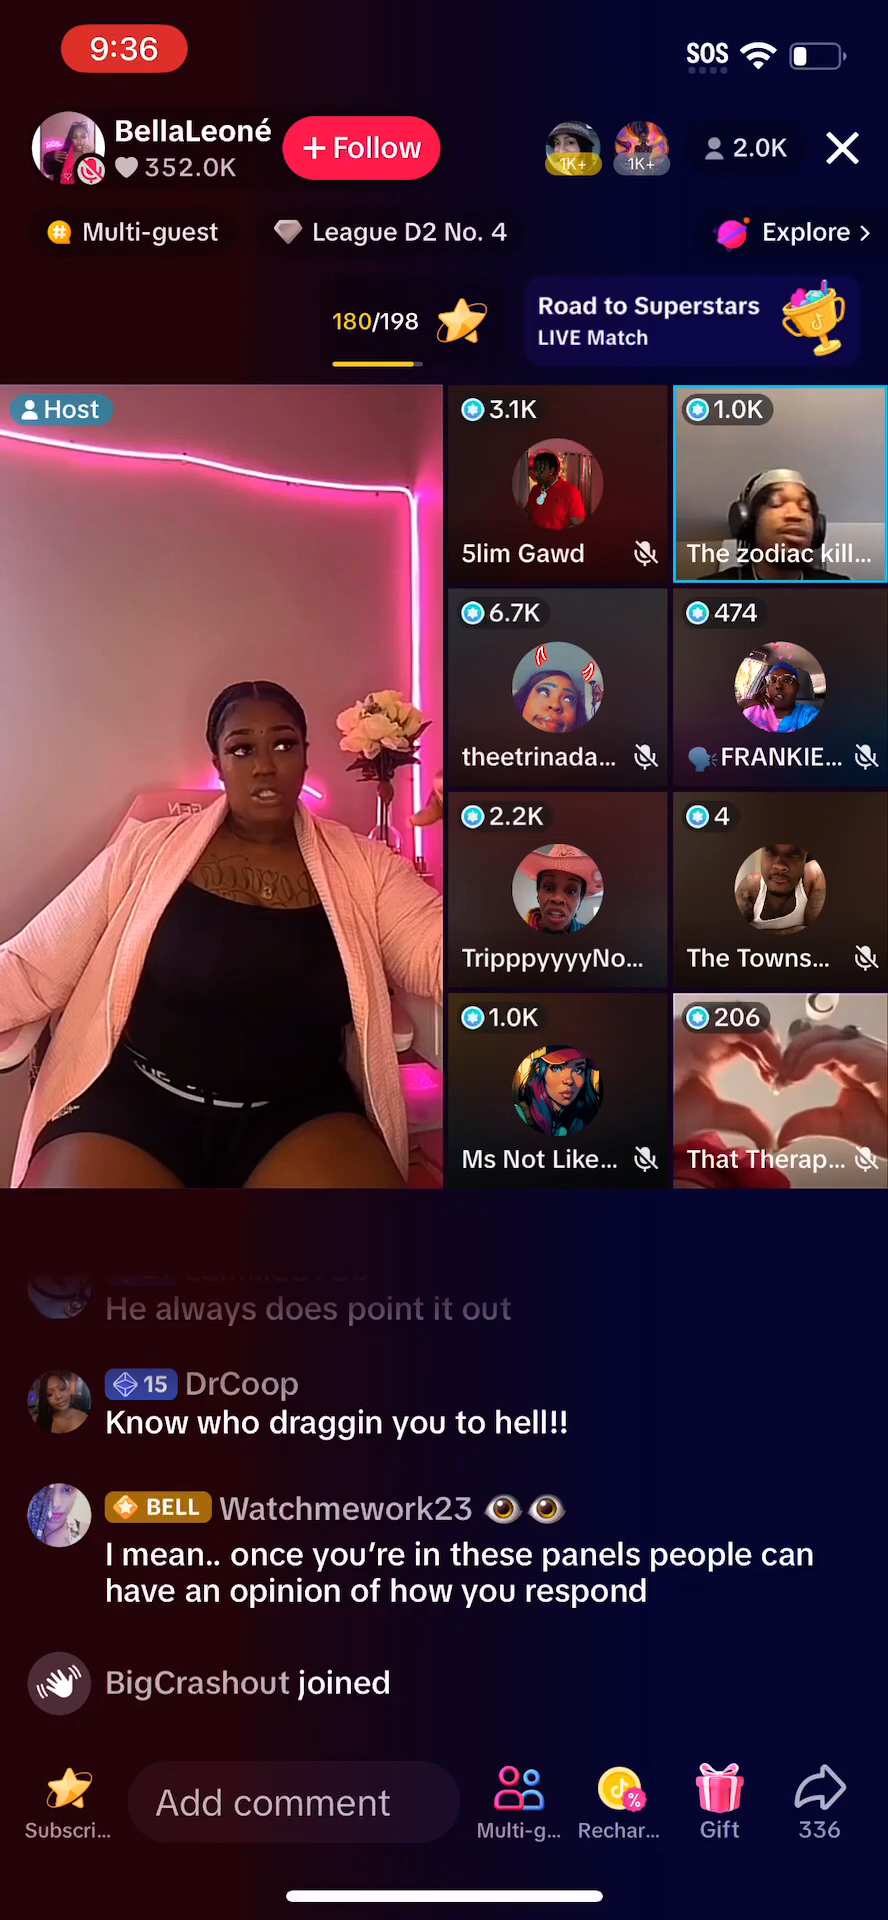 9:36
SOS
BellaLeoné
352.0K
+ Follow
1K+
1K+
2.0K
Multi-guest
League D2 No. 4
Explore >
180/198
Road to Superstars
LIVE Match
Host
3.1K
5lim Gawd
1.0K
The zodiac kill...
6.7K
theetrinada...
474
FRANKIE...
2.2K
TripppyyyyNo...
4
The Towns...
1.0K
Ms Not Like...
206
That Therap...
He always does point it out
15 DrCoop
Know who draggin you to hell!!
BELL Watchmework23 👁️👁️
I mean.. once you're in these panels people can
have an opinion of how you respond
BigCrashout joined
Subscri...
Add comment
Multi-g...
Rechar...
Gift
336